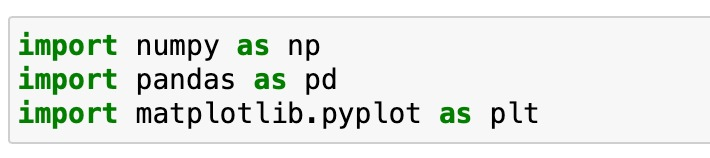 import numpy as np
import pandas as pd
import matplotlib.pyplot as plt